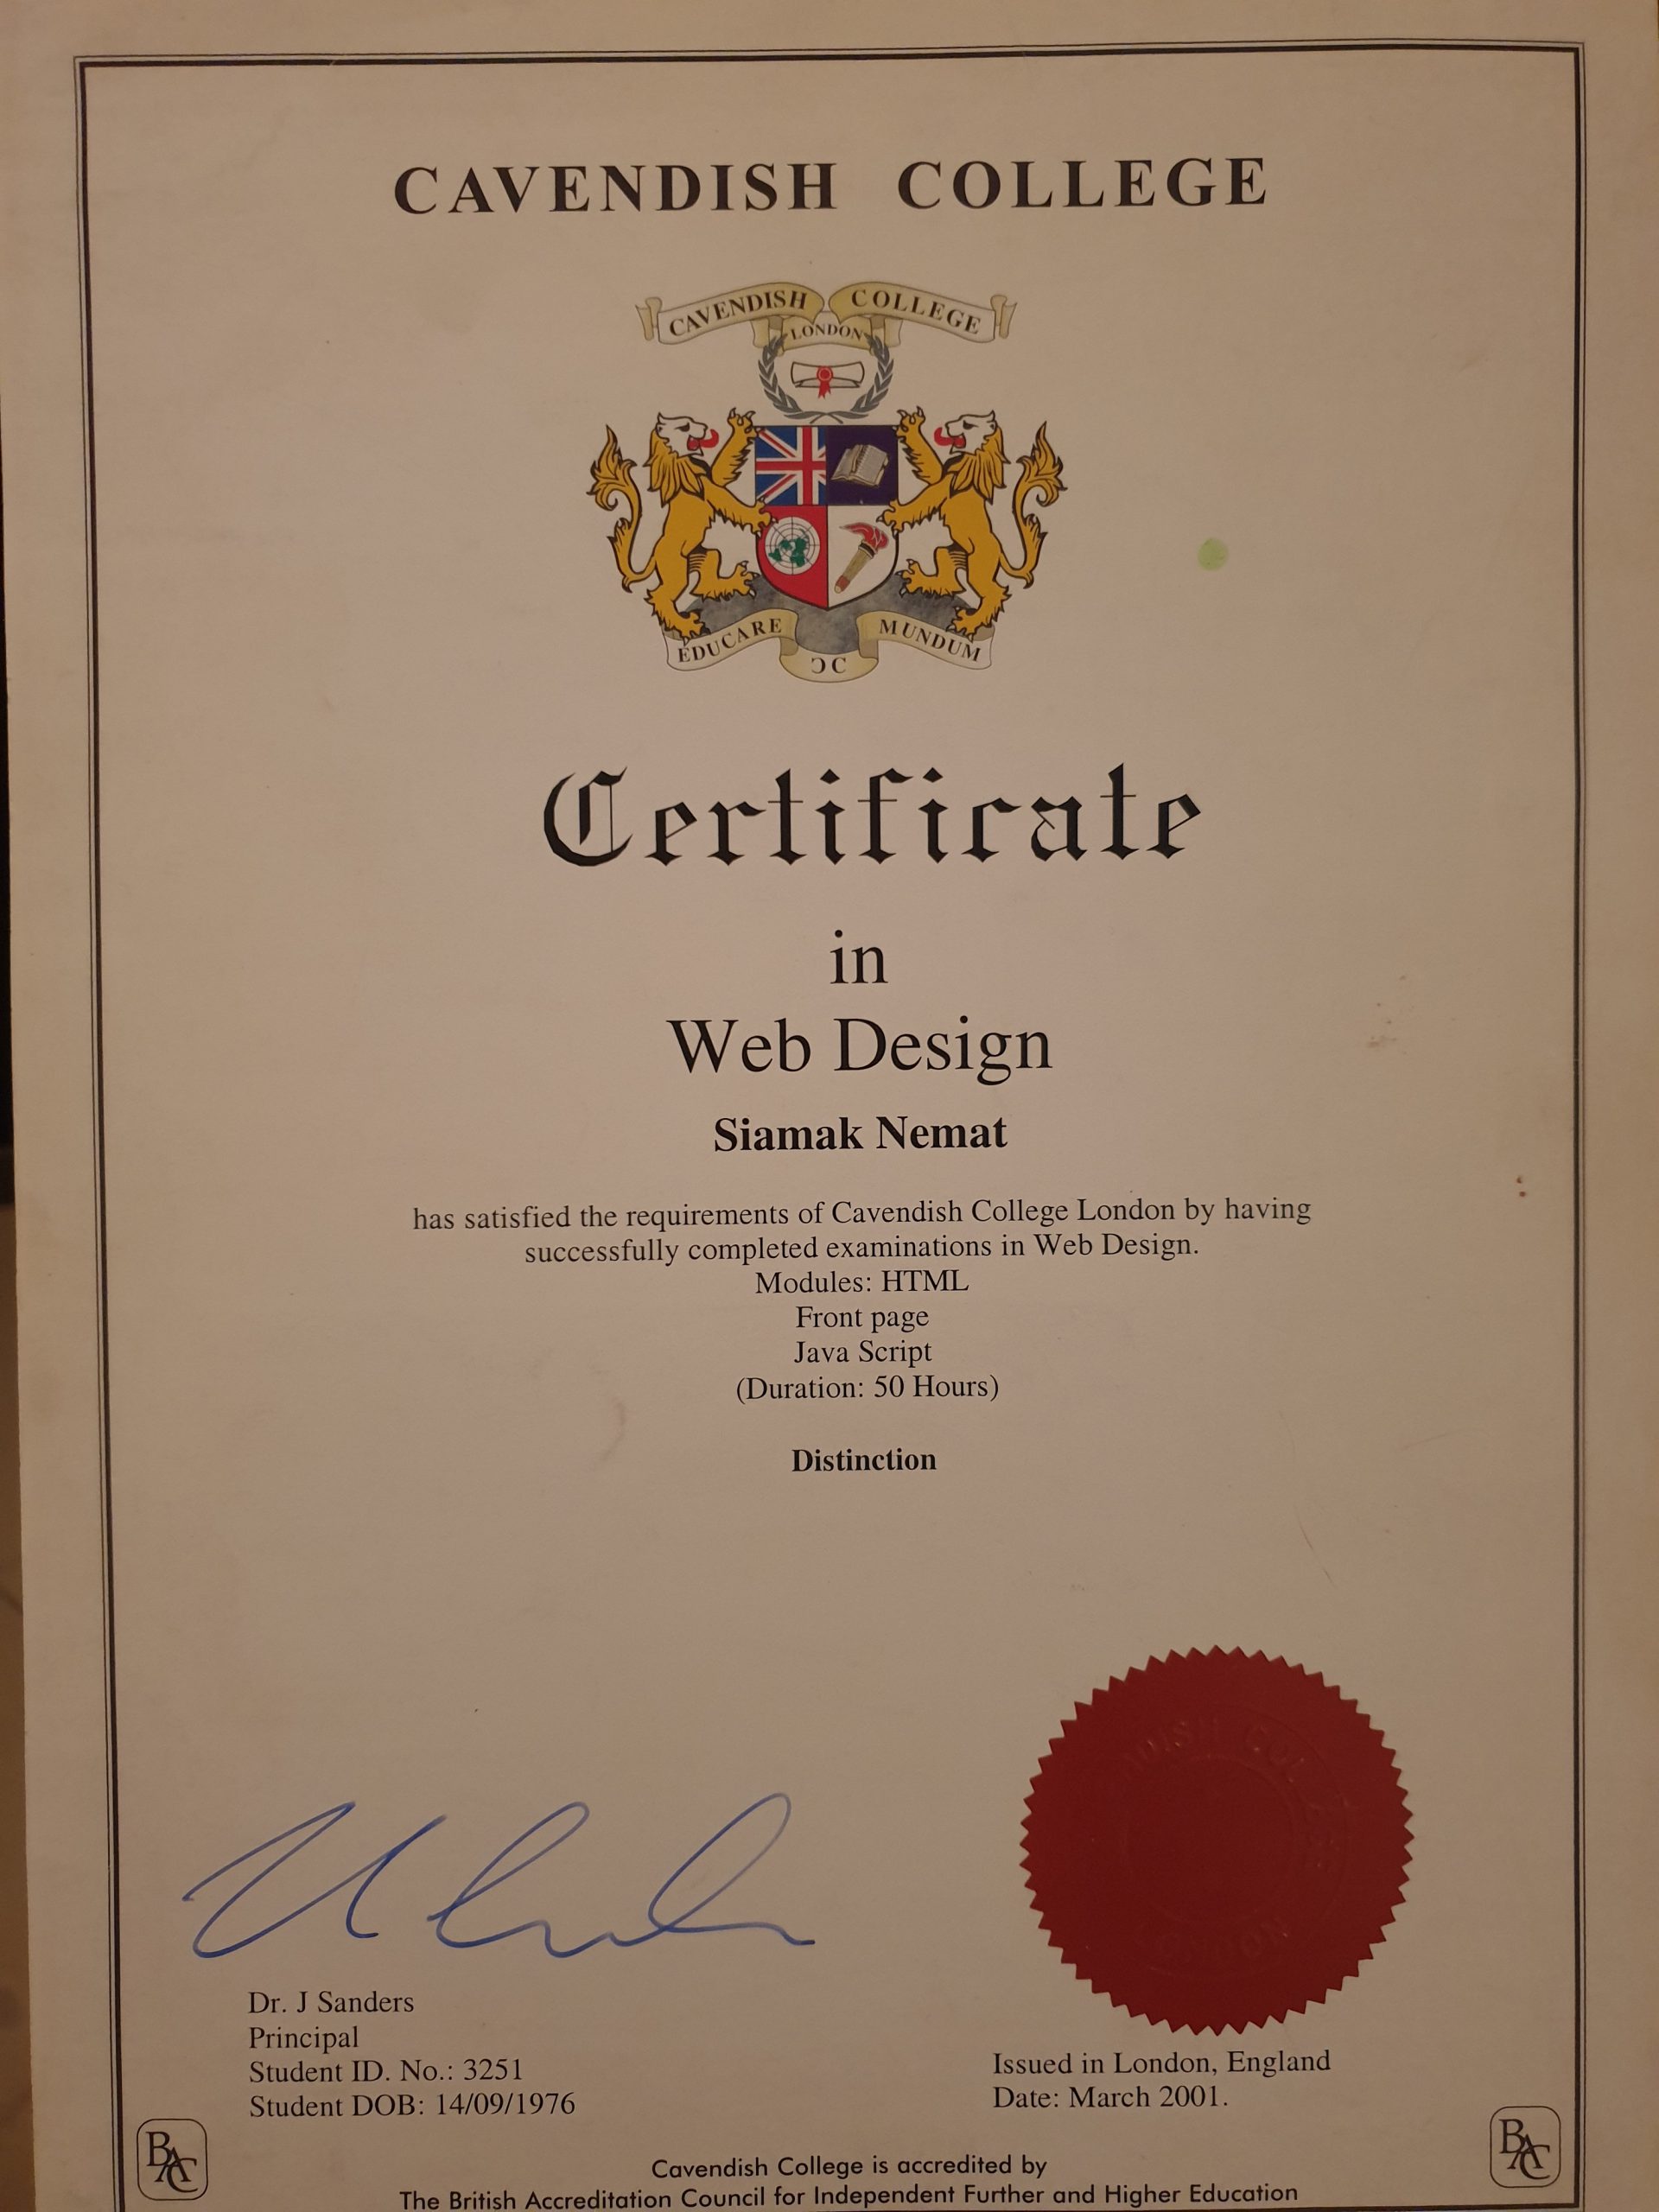 CAVENDISH COLLEGE
CAVENDISH COLLEGE
LONDON
EDUCARE MUNDUM
ƆC
Certificate
in
Web Design
Siamak Nemat
has satisfied the requirements of Cavendish College London by having
successfully completed examinations in Web Design.
Modules: HTML
Front page
Java Script
(Duration: 50 Hours)
Distinction
Dr. J Sanders
Principal
Student ID. No.: 3251
Student DOB: 14/09/1976
Issued in London, England
Date: March 2001.
BAC
BAC
Cavendish College is accredited by
The British Accreditation Council for Independent Further and Higher Education